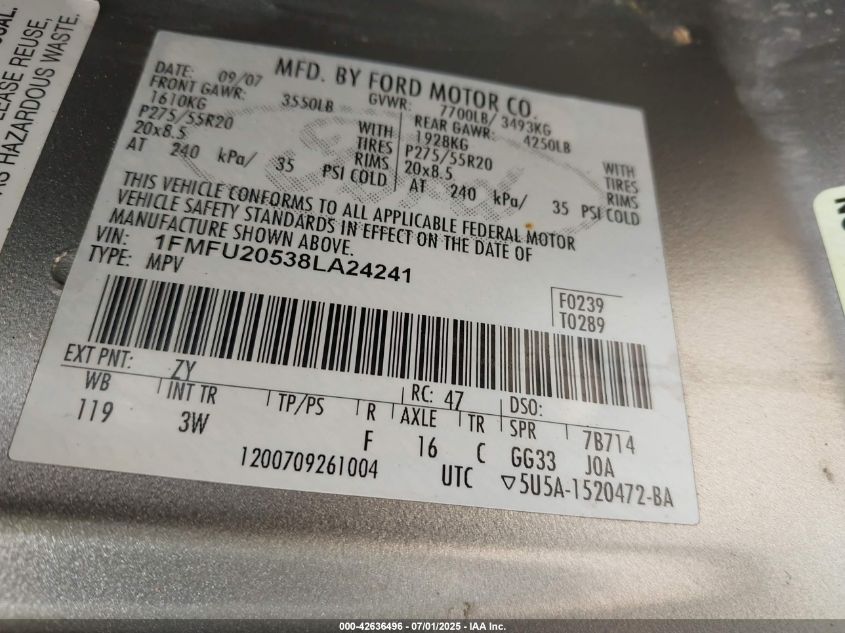 CAL.
LEASE REUSE,
AS HAZARDOUS WASTE.
MFD. BY FORD MOTOR CO.
DATE: 09/07 GVWR: 7700LB/ 3493KG
FRONT GAWR: 3550LB REAR GAWR: 4250LB
1610KG WITH 1928KG WITH
P275/55R20 TIRES P275/55R20 TIRES
20x8.5 RIMS 20x8.5 RIMS
AT 240 kPa/ 35 PSI COLD AT 240 kPa/ 35 PSI COLD
THIS VEHICLE CONFORMS TO ALL APPLICABLE FEDERAL MOTOR
VEHICLE SAFETY STANDARDS IN EFFECT ON THE DATE OF
MANUFACTURE SHOWN ABOVE.
VIN: 1FMFU20538LA24241
TYPE: MPV
F0239
T0289
EXT PNT: ZY RC: 47 DSO:
WB INT TR TP/PS R AXLE TR SPR 7B714
119 3W F 16 C GG33 J0A
1200709261004 UTC ▽5U5A-1520472-BA
000-42636496 - 07/01/2025 - IAA Inc.